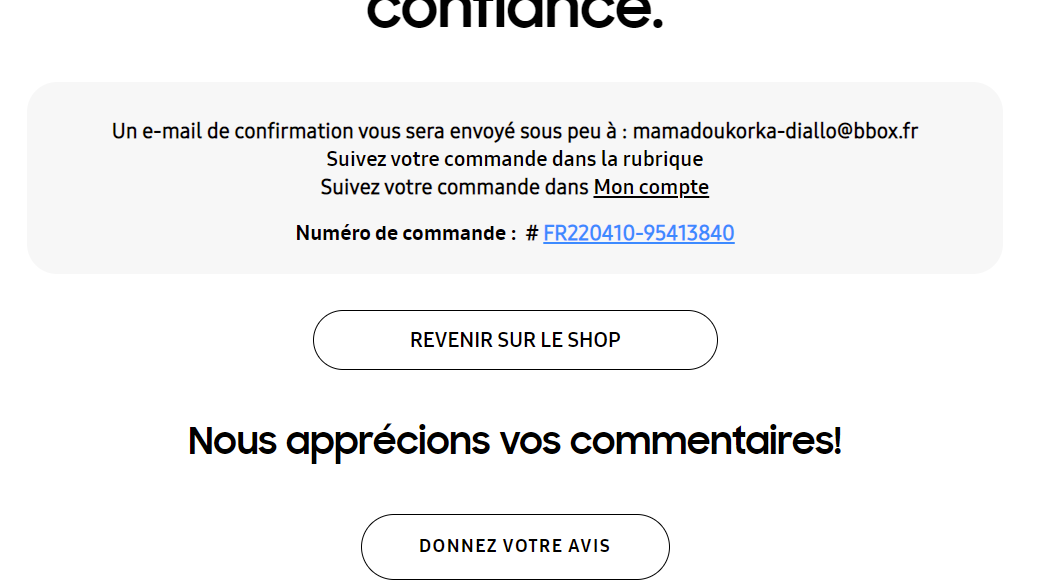 confiance.
Un e-mail de confirmation vous sera envoyé sous peu à : mamadoukorka-diallo@bbox.fr
Suivez votre commande dans la rubrique
Suivez votre commande dans Mon compte
Numéro de commande : # FR220410-95413840
REVENIR SUR LE SHOP
Nous apprécions vos commentaires!
DONNEZ VOTRE AVIS